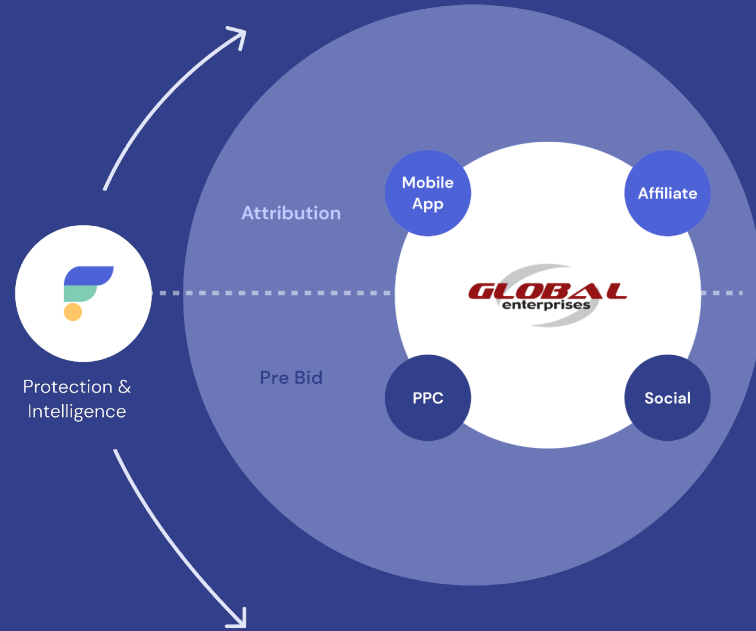 Mobile
App
Affiliate
Attribution
GLOBAL
enterprises
Protection &
Intelligence
Pre Bid
PPC
Social